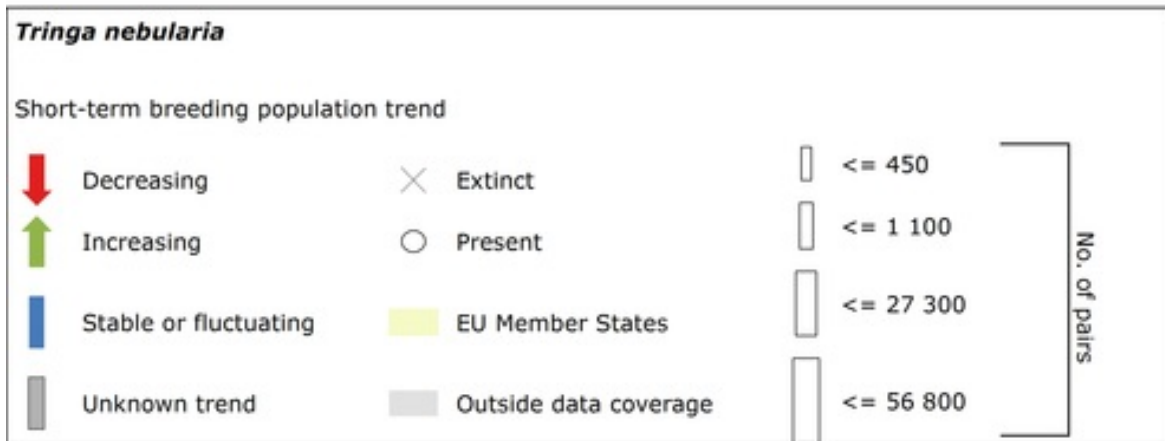 Tringa nebularia
Short-term breeding population trend
Decreasing
Extinct
<= 450
Increasing
Present
<= 1 100
Stable or fluctuating
EU Member States
<= 27 300
Unknown trend
Outside data coverage
<= 56 800
No. of pairs